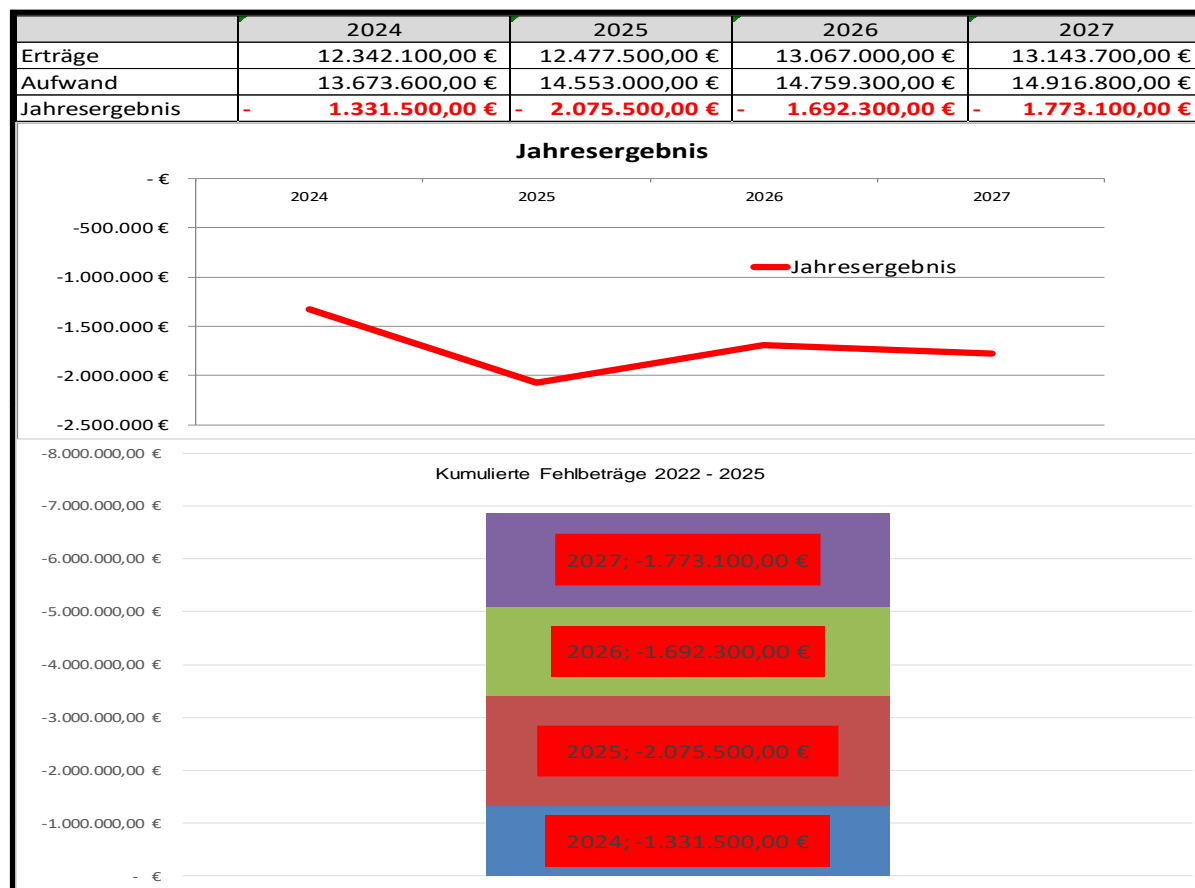 2024 2025 2026 2027
Erträge 12.342.100,00 € 12.477.500,00 € 13.067.000,00 € 13.143.700,00 €
Aufwand 13.673.600,00 € 14.553.000,00 € 14.759.300,00 € 14.916.800,00 €
Jahresergebnis - 1.331.500,00 € - 2.075.500,00 € - 1.692.300,00 € - 1.773.100,00 €
Jahresergebnis
- €
2024 2025 2026 2027
-500.000 €
-1.000.000 €
Jahresergebnis
-1.500.000 €
-2.000.000 €
-2.500.000 €
-8.000.000,00 €
Kumulierte Fehlbeträge 2022 - 2025
-7.000.000,00 €
2027; -1.773.100,00 €
-6.000.000,00 €
-5.000.000,00 €
2026; -1.692.300,00 €
-4.000.000,00 €
-3.000.000,00 €
2025; -2.075.500,00 €
-2.000.000,00 €
-1.000.000,00 €
2024; -1.331.500,00 €
- €